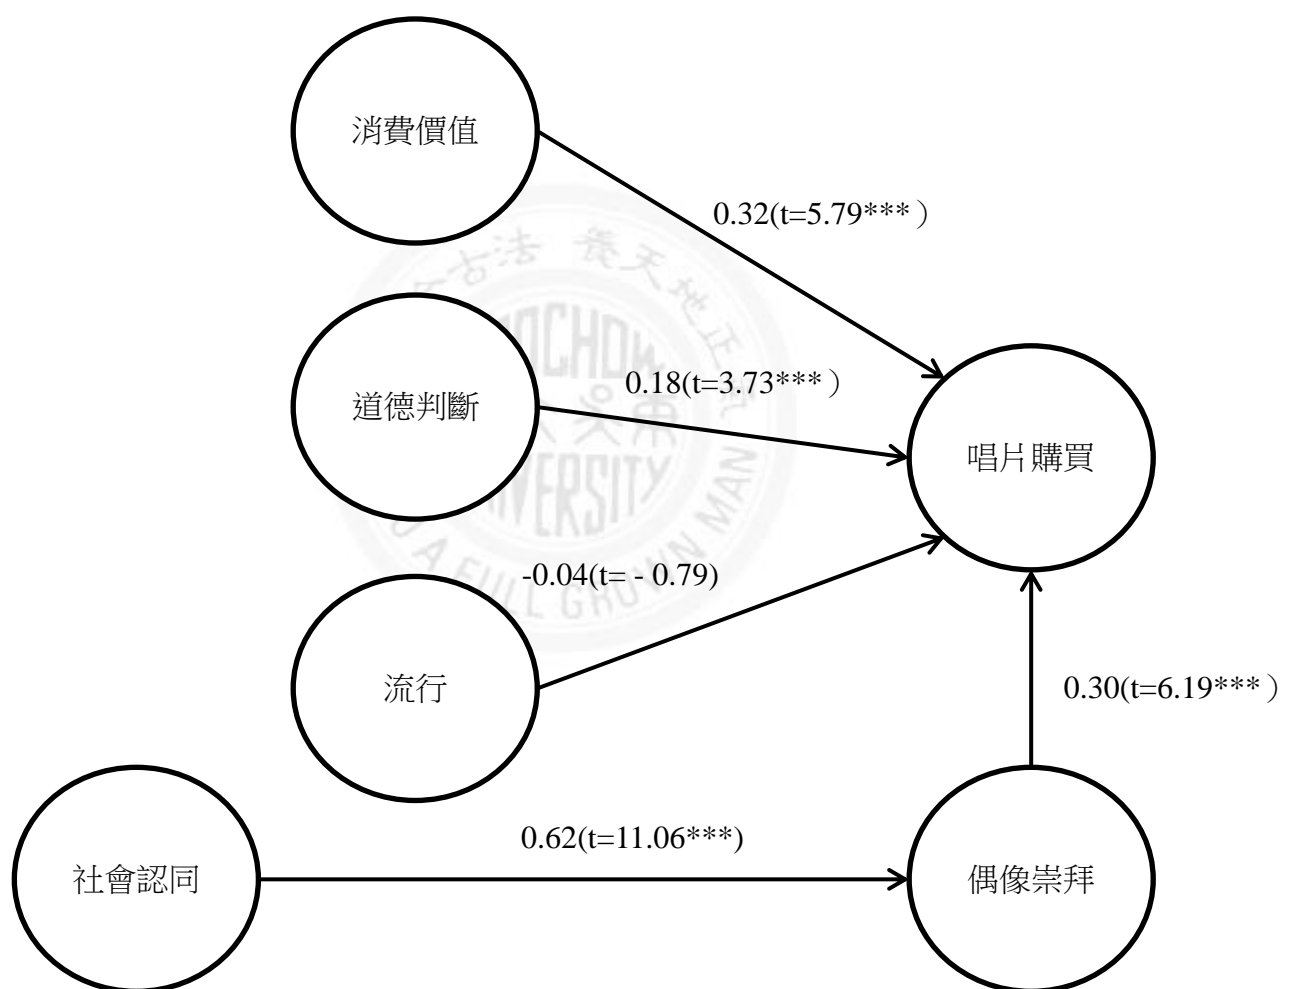 消費價值
0.32(t=5.79***）
道德判斷
0.18(t=3.73***）
唱片購買
-0.04(t= - 0.79)
流行
0.30(t=6.19***）
0.62(t=11.06***)
社會認同
偶像崇拜